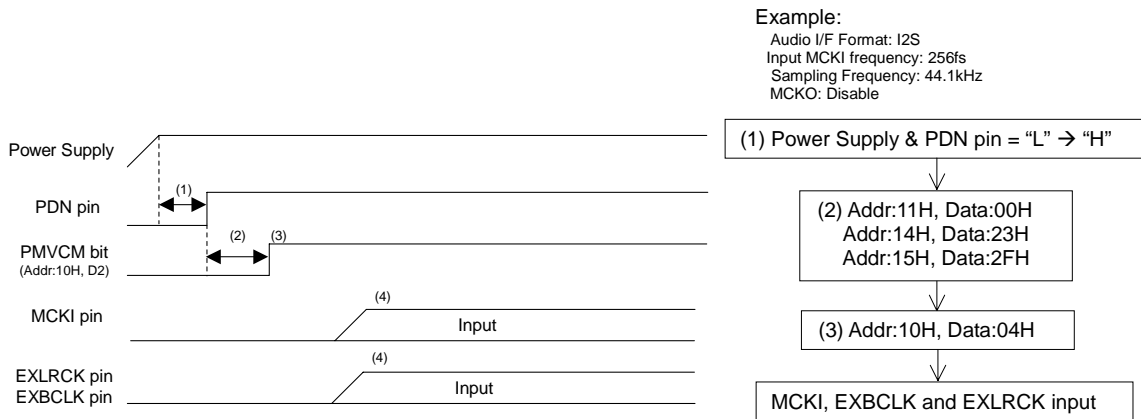 Example:
Audio I/F Format: I2S
Input MCKI frequency: 256fs
Sampling Frequency: 44.1kHz
MCKO: Disable
Power Supply
(1)
PDN pin
(2)
(3)
PMVCM bit
(Addr:10H, D2)
(4)
MCKI pin
Input
(4)
EXLRCK pin
EXBCLK pin
Input
(1) Power Supply & PDN pin = “L” → “H”
(2) Addr:11H, Data:00H
Addr:14H, Data:23H
Addr:15H, Data:2FH
(3) Addr:10H, Data:04H
MCKI, EXBCLK and EXLRCK input